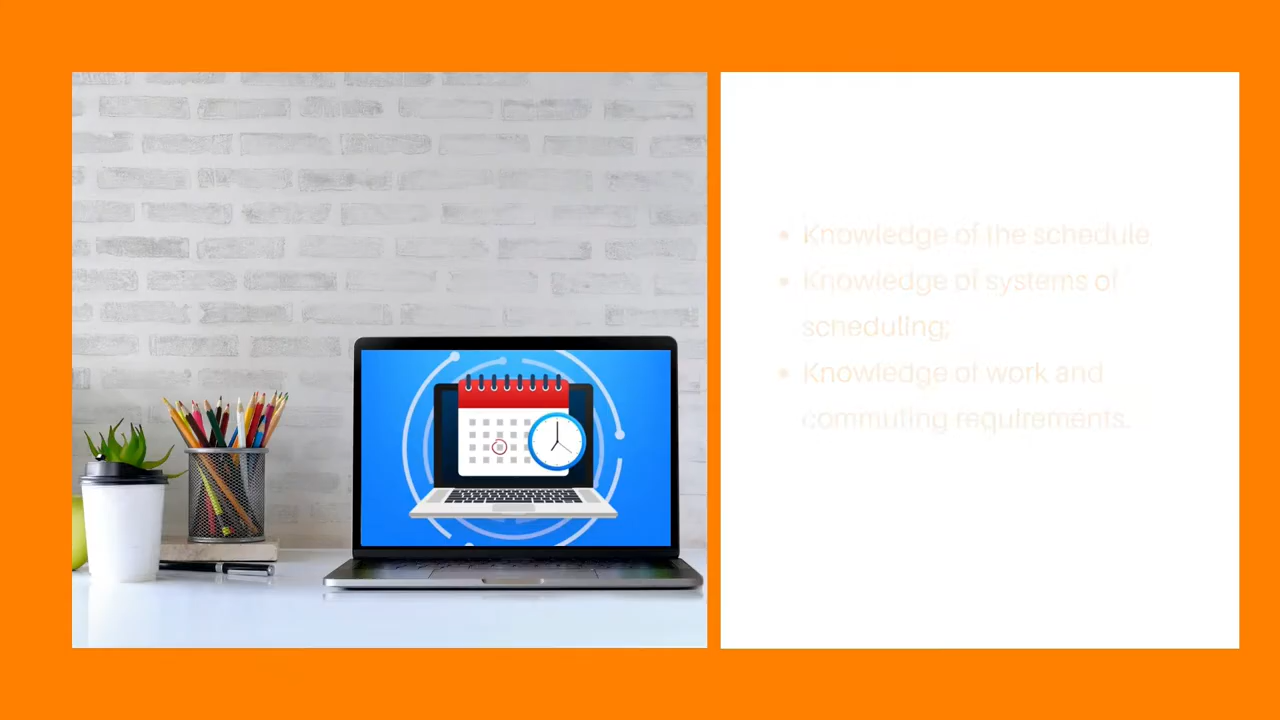 • Knowledge of the schedule;
• Knowledge of systems of
scheduling;
• Knowledge of work and
commuting requirements.